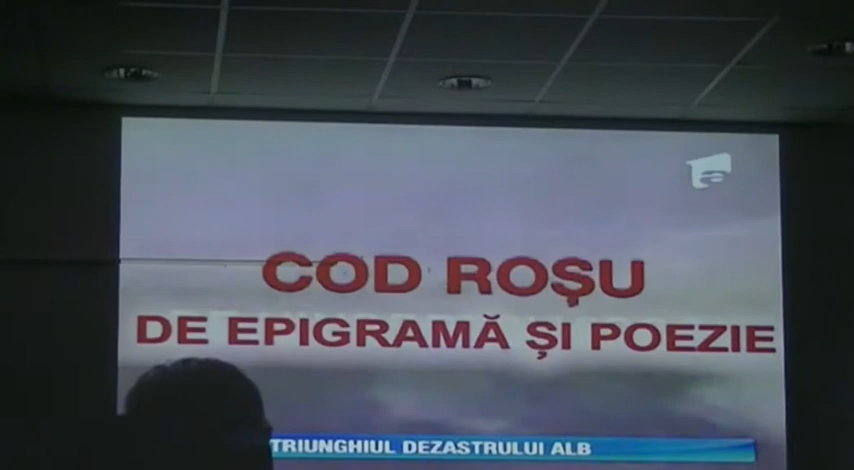 COD ROȘU
DE EPIGRAMĂ ȘI POEZIE
TRIUNGHIUL DEZASTRULUI ALB